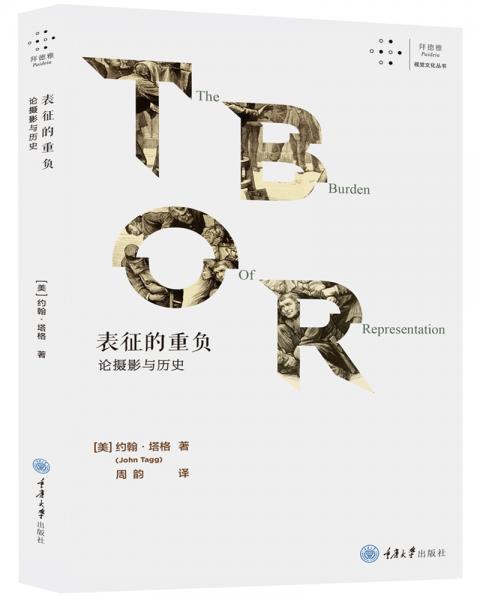 拜德雅
Paideia
表征的重负
论摄影与历史
[美]约翰·塔格 著
重庆大学出版社
拜德雅
Paideia
视觉文化丛书
T The
B Burden
O Of
R Representation
表征的重负
论摄影与历史
[美]约翰·塔格 著
(John Tagg)
周韵 译
重庆大学出版社